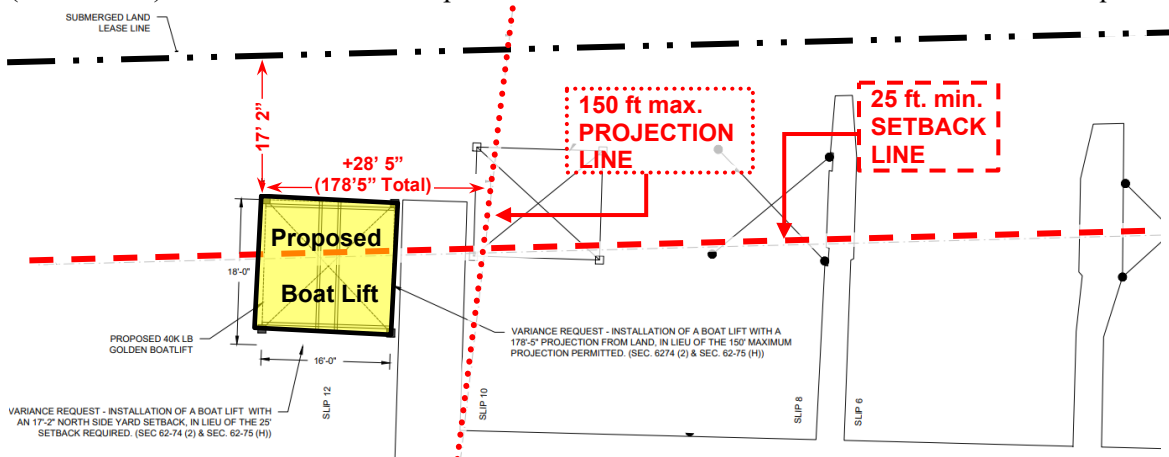 SUBMERGED LAND
LEASE LINE
17' 2"
+28' 5"
(178'5" Total)
150 ft max.
PROJECTION
LINE
25 ft. min.
SETBACK
LINE
Proposed
Boat Lift
18'-0"
16'-0"
PROPOSED 40K LB
GOLDEN BOATLIFT
VARIANCE REQUEST - INSTALLATION OF A BOAT LIFT WITH A
178'-5" PROJECTION FROM LAND, IN LIEU OF THE 150' MAXIMUM
PROJECTION PERMITTED. (SEC. 6274 (2) & SEC. 62-75 (H))
VARIANCE REQUEST - INSTALLATION OF A BOAT LIFT WITH
AN 17'-2" NORTH SIDE YARD SETBACK, IN LIEU OF THE 25'
SETBACK REQUIRED. (SEC 62-74 (2) & SEC. 62-75 (H))
SLIP 12
SLIP 10
SLIP 8
SLIP 6